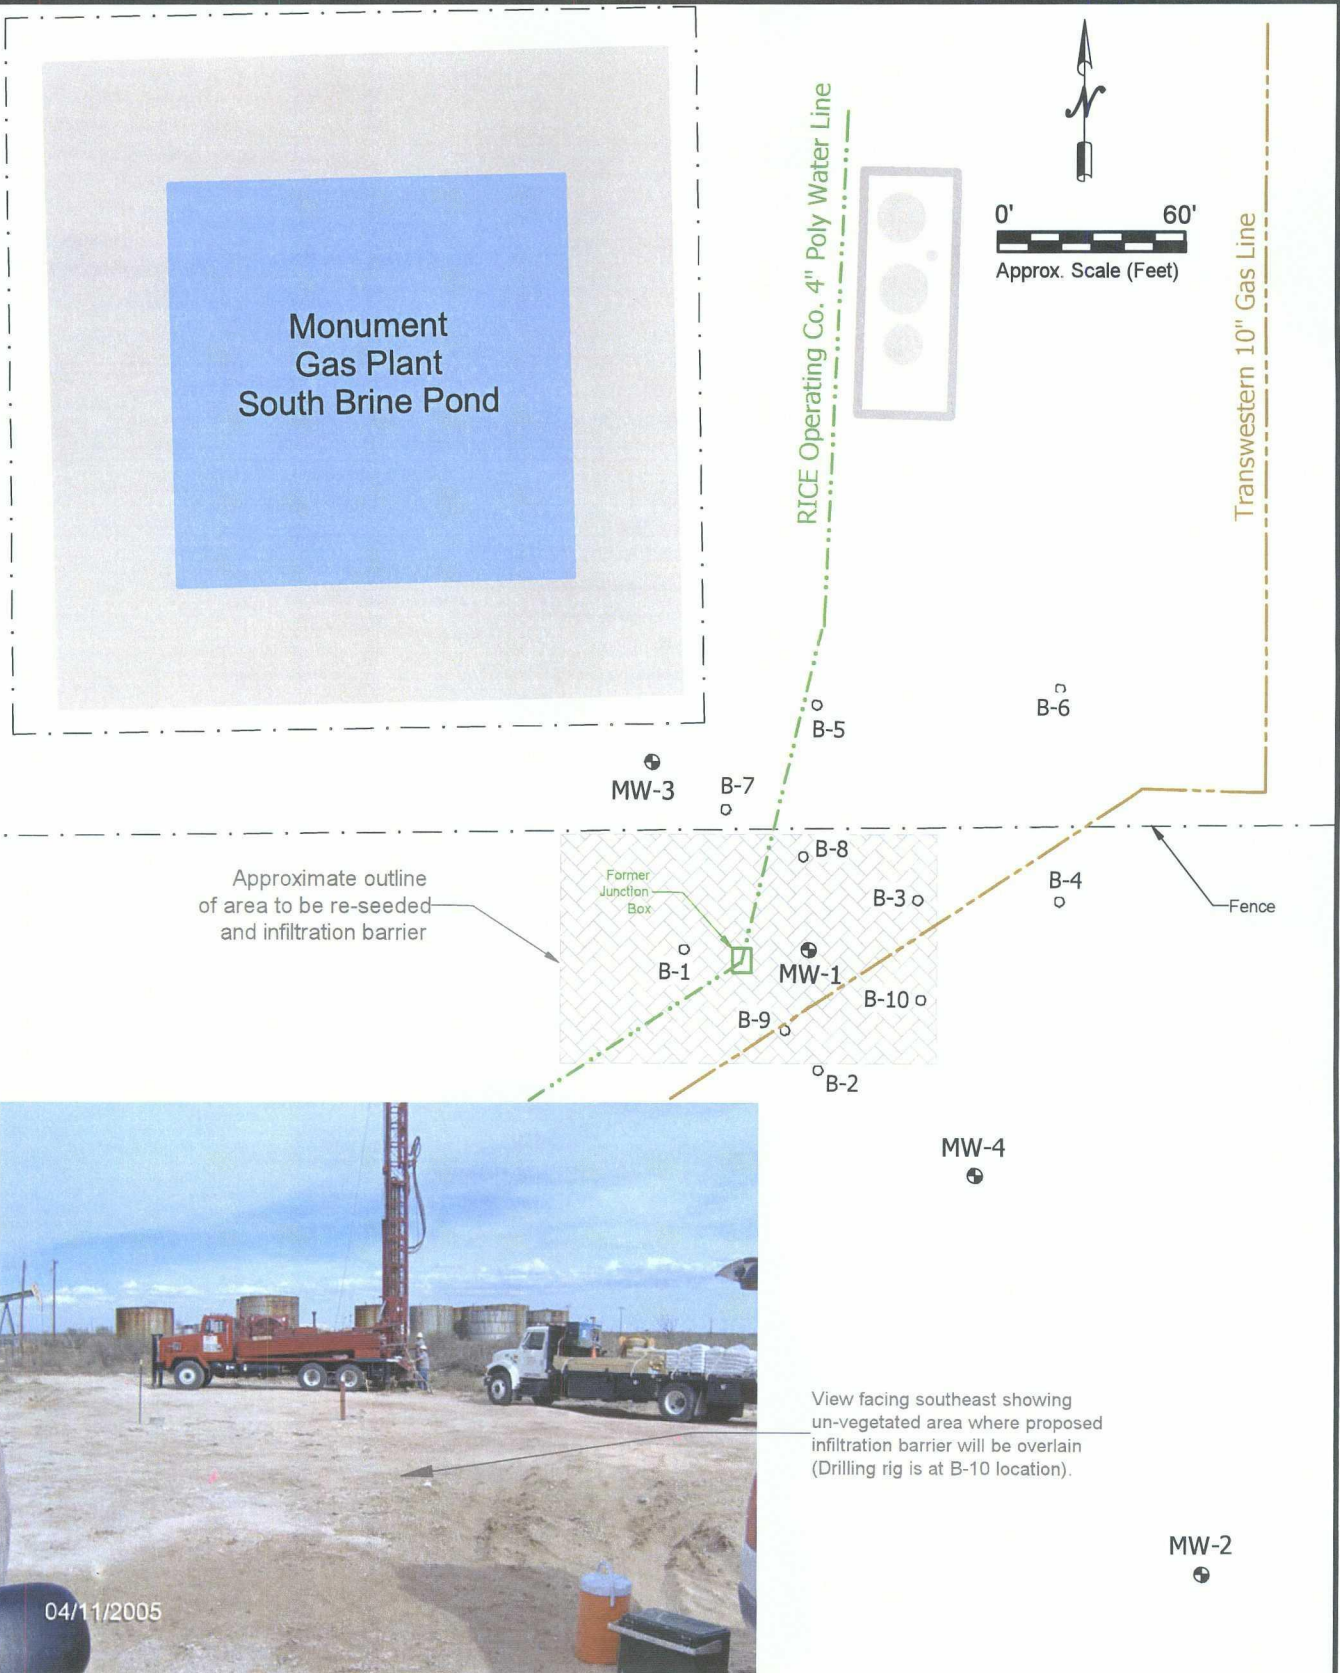 N
0' 60'
Approx. Scale (Feet)
RICE Operating Co. 4" Poly Water Line
Transwestern 10" Gas Line
Monument
Gas Plant
South Brine Pond
B-6
B-5
MW-3
B-7
B-8
B-4
B-3
Fence
Approximate outline
of area to be re-seeded
and infiltration barrier
Former
Junction
Box
B-1
MW-1
B-10
B-9
B-2
MW-4
View facing southeast showing
un-vegetated area where proposed
infiltration barrier will be overlain
(Drilling rig is at B-10 location).
MW-2
04/11/2005